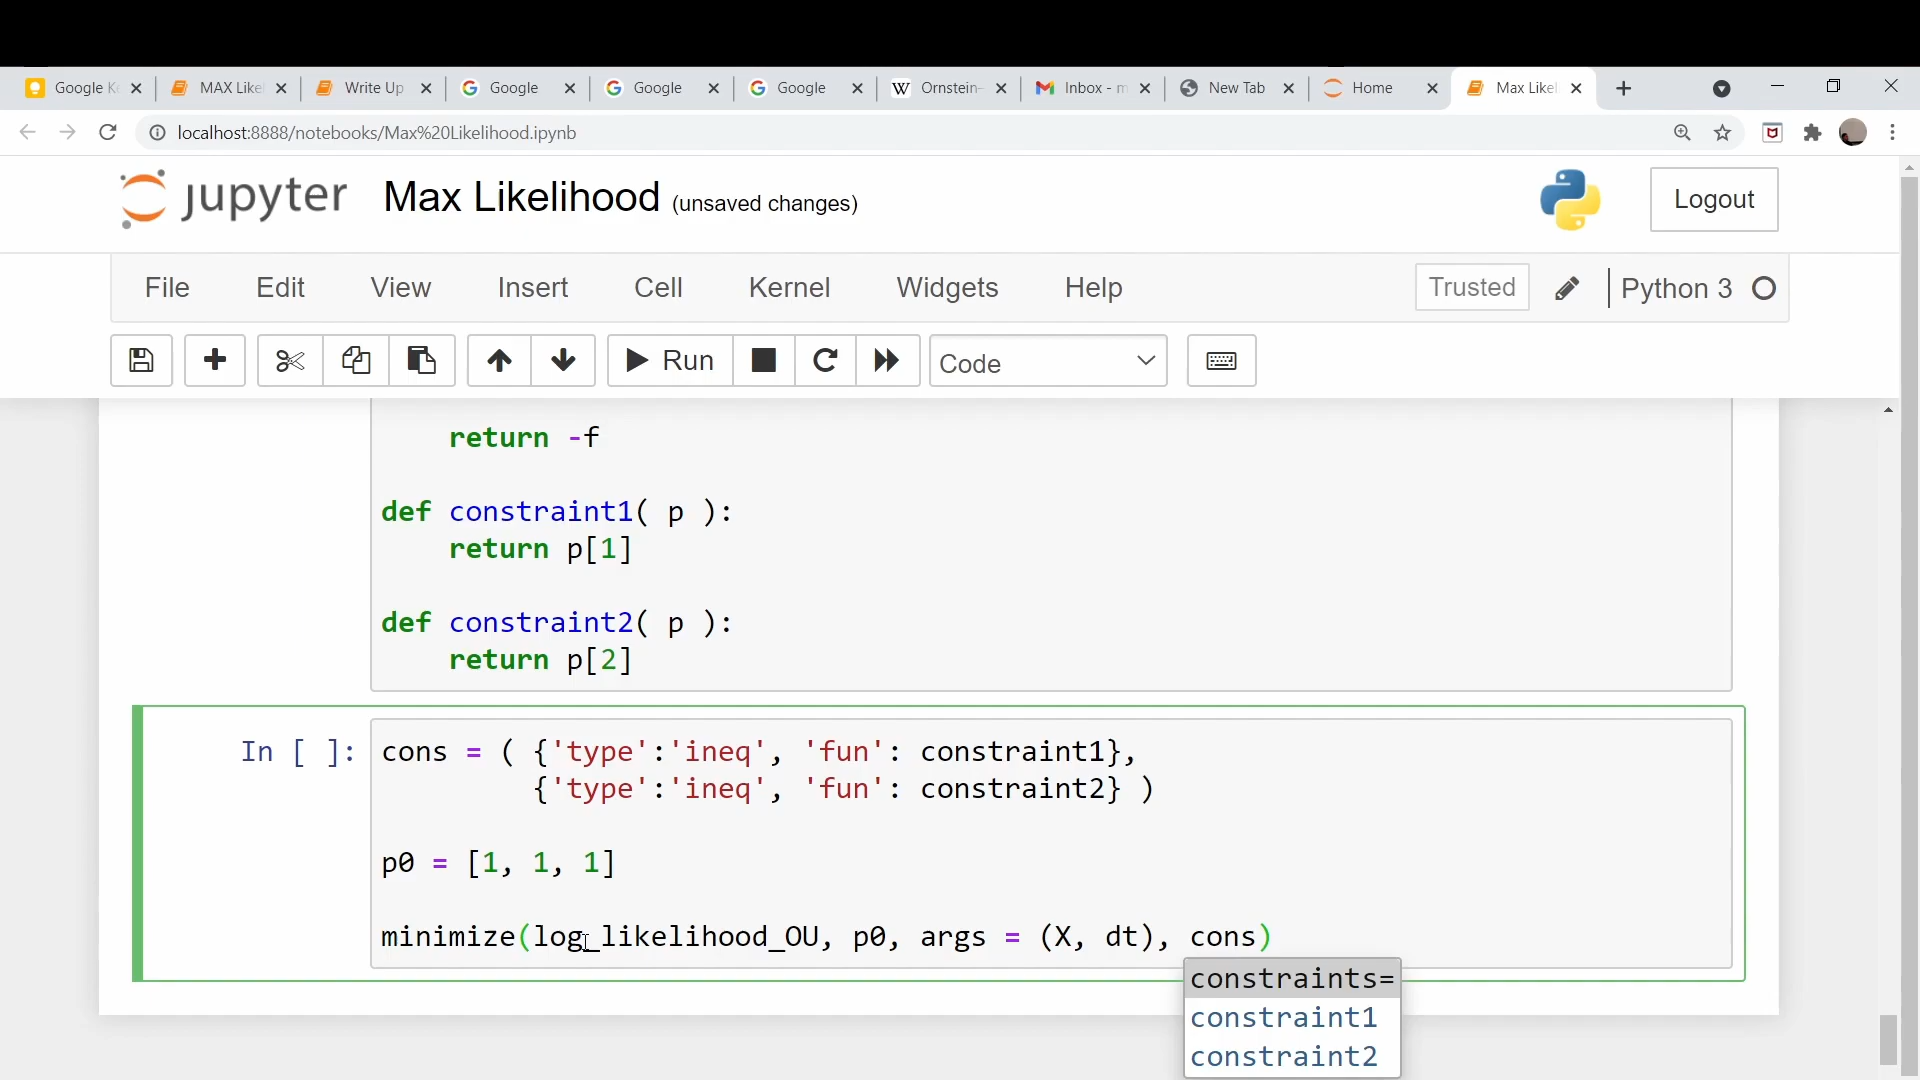 Google K
MAX Like
Write Up
Google
Google
Google
Ornstein-
Inbox - m
New Tab
Home
Max Likel
localhost:8888/notebooks/Max%20Likelihood.ipynb
jupyter Max Likelihood (unsaved changes)
Logout
File Edit View Insert Cell Kernel Widgets Help
Trusted
Python 3
Run
Code
return -f
def constraint1( p ):
return p[1]
def constraint2( p ):
return p[2]
In [ ]:
cons = ( {'type':'ineq', 'fun': constraint1},
{'type':'ineq', 'fun': constraint2} )
p0 = [1, 1, 1]
minimize(log_likelihood_OU, p0, args = (X, dt), cons)
constraints=
constraint1
constraint2